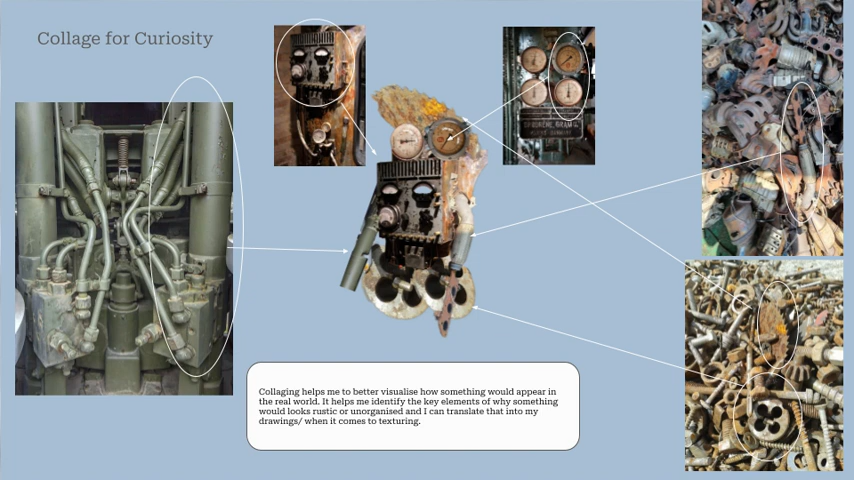 Collage for Curiosity
Collaging helps me to better visualise how something would appear in
the real world. It helps me identify the key elements of why something
would looks rustic or unorganised and I can translate that into my
drawings/ when it comes to texturing.